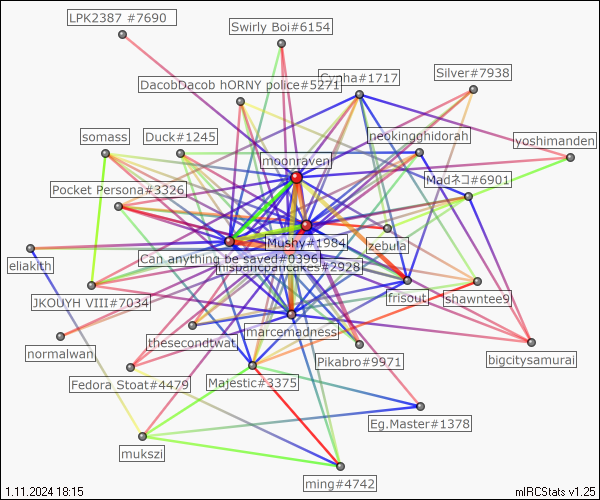 LPK2387 #7690
Swirly Boi#6154
Cypha#1717
Silver#7938
DacobDacob hORNY police#5271
somass
Duck#1245
neokingghidorah
yoshimanden
moonraven
Pocket Persona#3326
Madネコ#6901
Mushy#1984
zebula
Can anything be saved#0396
hispanicpancakes#2928
eliakith
JKOUYH VIII#7034
frisout
shawntee9
marcemadness
thesecondtwat
normalwan
Pikabro#9971
bigcitysamurai
Fedora Stoat#4479
Majestic#3375
Eg.Master#1378
mukszi
ming#4742
1.11.2024 18:15
mIRCStats v1.25